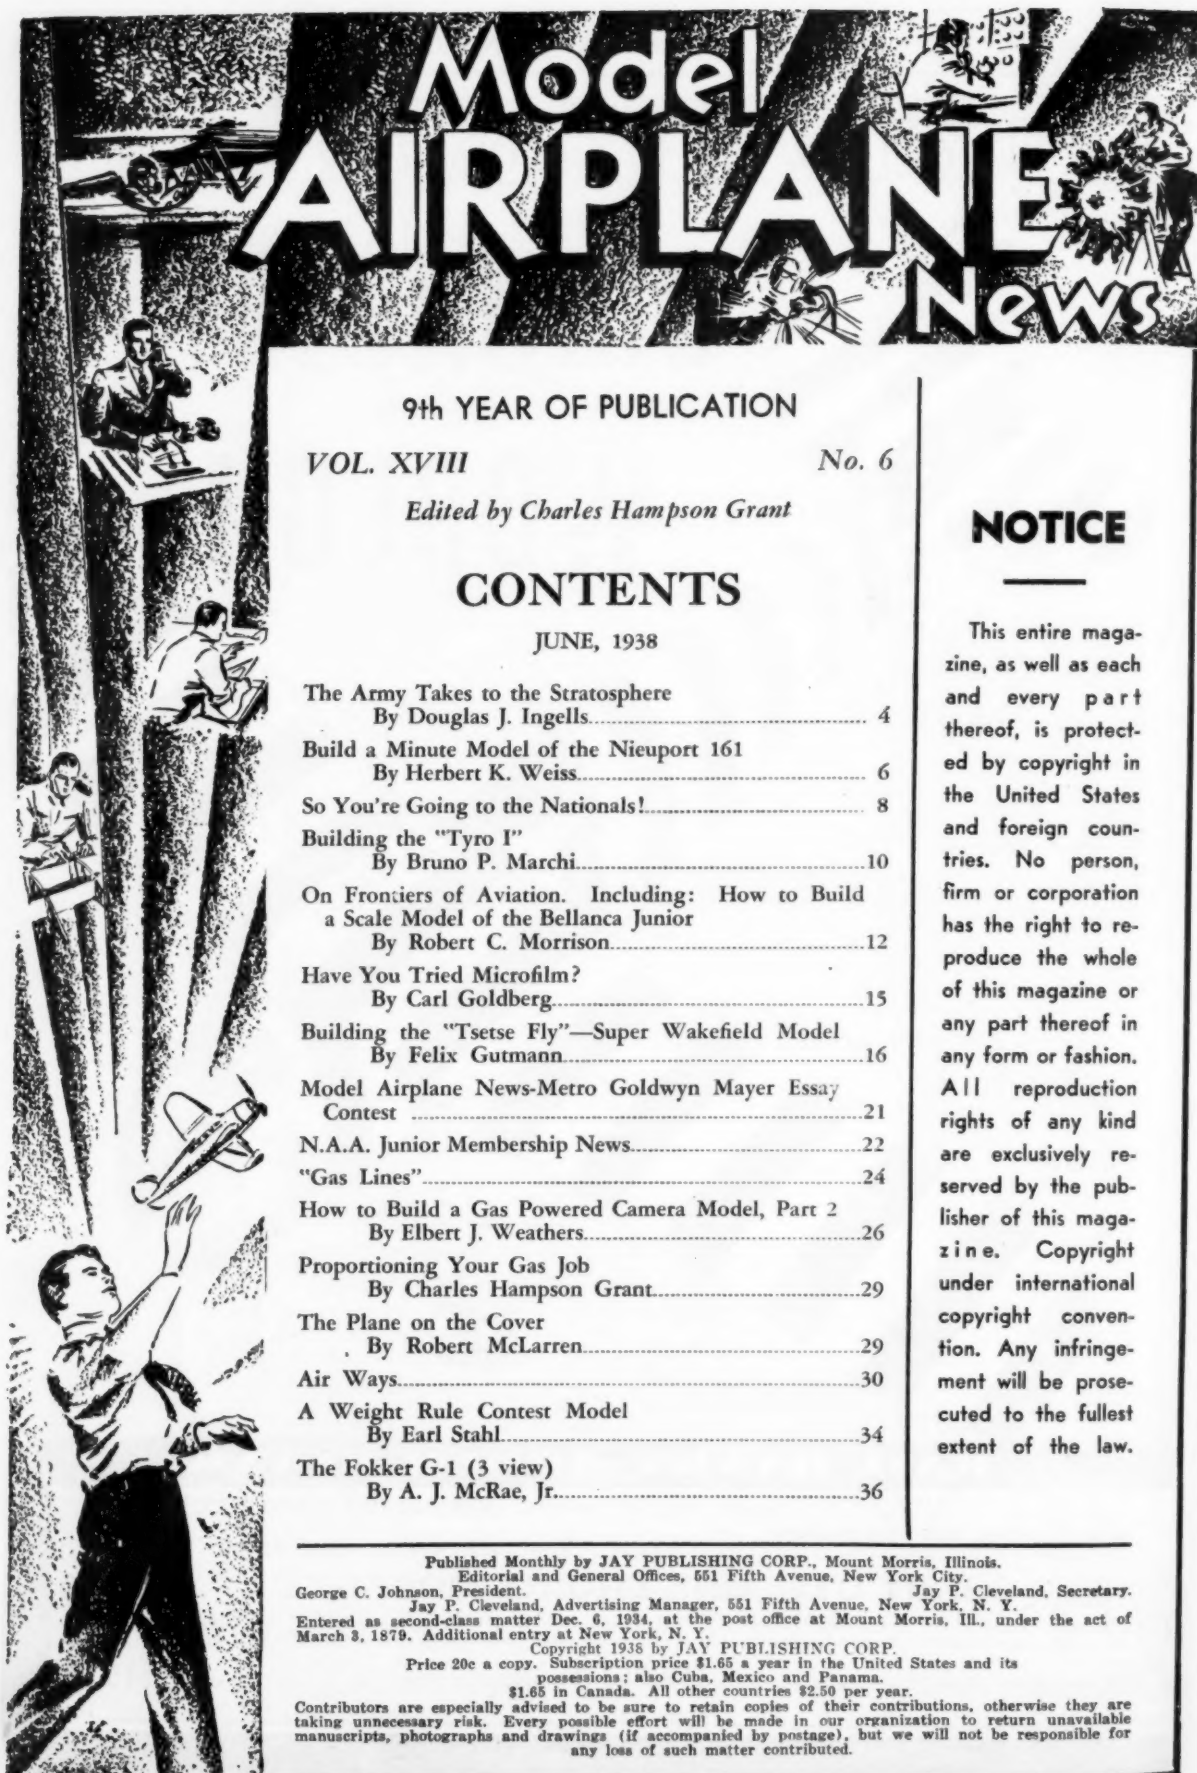 Model
AIRPLANE
News
9th YEAR OF PUBLICATION
VOL. XVIII No. 6
Edited by Charles Hampson Grant
CONTENTS
JUNE, 1938
The Army Takes to the Stratosphere
By Douglas J. Ingells 4
Build a Minute Model of the Nieuport 161
By Herbert K. Weiss 6
So You're Going to the Nationals! 8
Building the "Tyro I"
By Bruno P. Marchi 10
On Frontiers of Aviation. Including: How to Build
a Scale Model of the Bellanca Junior
By Robert C. Morrison 12
Have You Tried Microfilm?
By Carl Goldberg 15
Building the "Tsetse Fly"—Super Wakefield Model
By Felix Gutmann 16
Model Airplane News-Metro Goldwyn Mayer Essay
Contest 21
N.A.A. Junior Membership News 22
"Gas Lines" 24
How to Build a Gas Powered Camera Model, Part 2
By Elbert J. Weathers 26
Proportioning Your Gas Job
By Charles Hampson Grant 29
The Plane on the Cover
By Robert McLarren 29
Air Ways 30
A Weight Rule Contest Model
By Earl Stahl 34
The Fokker G-1 (3 view)
By A. J. McRae, Jr. 36
NOTICE
This entire maga-
zine, as well as each
and every part
thereof, is protect-
ed by copyright in
the United States
and foreign coun-
tries. No person,
firm or corporation
has the right to re-
produce the whole
of this magazine or
any part thereof in
any form or fashion.
All reproduction
rights of any kind
are exclusively re-
served by the pub-
lisher of this maga-
zine. Copyright
under international
copyright conven-
tion. Any infringe-
ment will be prose-
cuted to the fullest
extent of the law.
Published Monthly by JAY PUBLISHING CORP., Mount Morris, Illinois.
Editorial and General Offices, 551 Fifth Avenue, New York City.
George C. Johnson, President. Jay P. Cleveland, Secretary.
Jay P. Cleveland, Advertising Manager, 551 Fifth Avenue, New York, N. Y.
Entered as second-class matter Dec. 6, 1934, at the post office at Mount Morris, Ill., under the act of
March 3, 1879. Additional entry at New York, N. Y.
Copyright 1938 by JAY PUBLISHING CORP.
Price 20c a copy. Subscription price $1.65 a year in the United States and its
possessions; also Cuba, Mexico and Panama.
$1.65 in Canada. All other countries $2.50 per year.
Contributors are especially advised to be sure to retain copies of their contributions, otherwise they are
taking unnecessary risk. Every possible effort will be made in our organization to return unavailable
manuscripts, photographs and drawings (if accompanied by postage), but we will not be responsible for
any loss of such matter contributed.